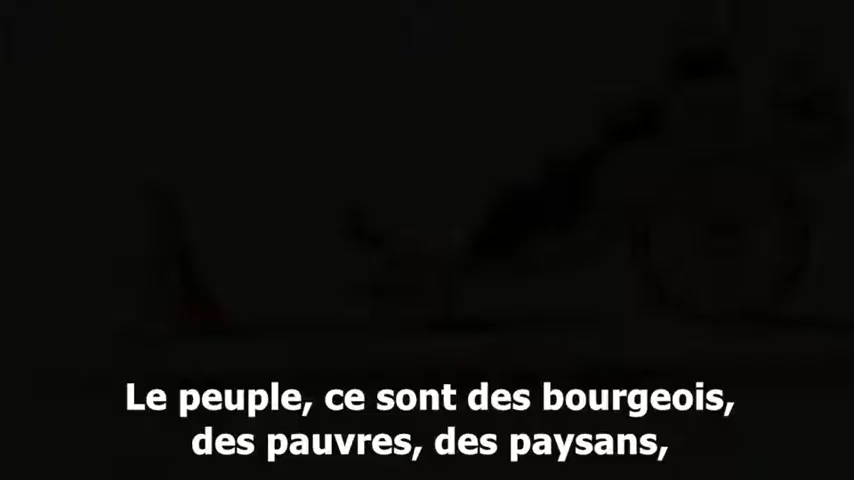 Le peuple, ce sont des bourgeois,
des pauvres, des paysans,